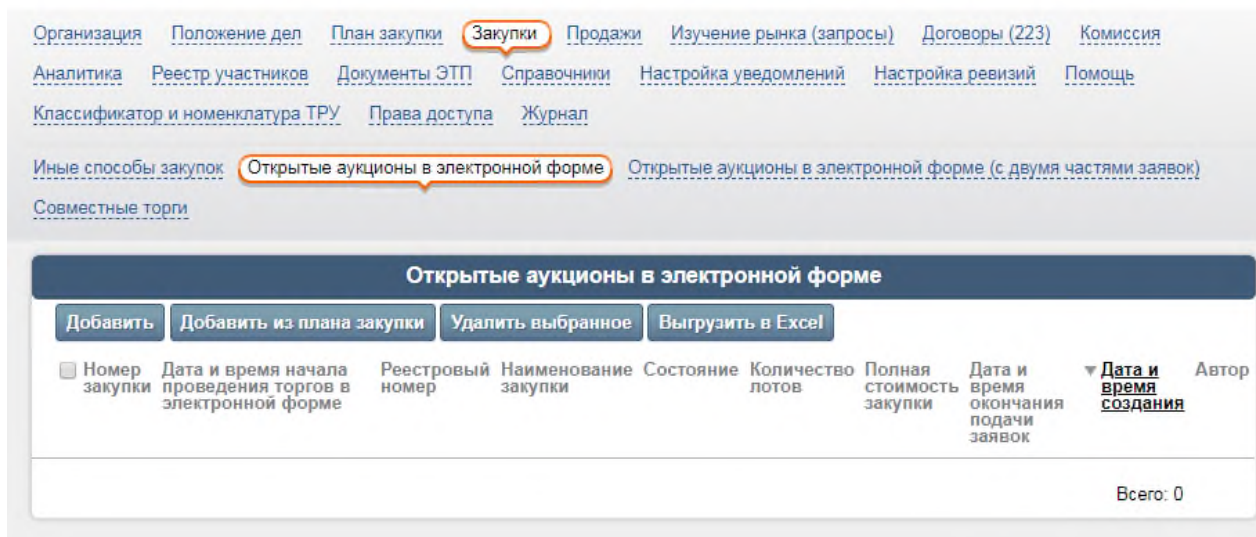 Организация Положение дел План закупки Закупки Продажи Изучение рынка (запросы) Договоры (223) Комиссия
Аналитика Реестр участников Документы ЭТП Справочники Настройка уведомлений Настройка ревизий Помощь
Классификатор и номенклатура ТРУ Права доступа Журнал
Иные способы закупок Открытые аукционы в электронной форме Открытые аукционы в электронной форме (с двумя частями заявок)
Совместные торги
Открытые аукционы в электронной форме
Добавить Добавить из плана закупки Удалить выбранное Выгрузить в Excel
Номер закупки
Дата и время начала проведения торгов в электронной форме
Реестровый номер
Наименование закупки
Состояние
Количество лотов
Полная стоимость закупки
Дата и время окончания подачи заявок
Дата и время создания
Автор
Всего: 0